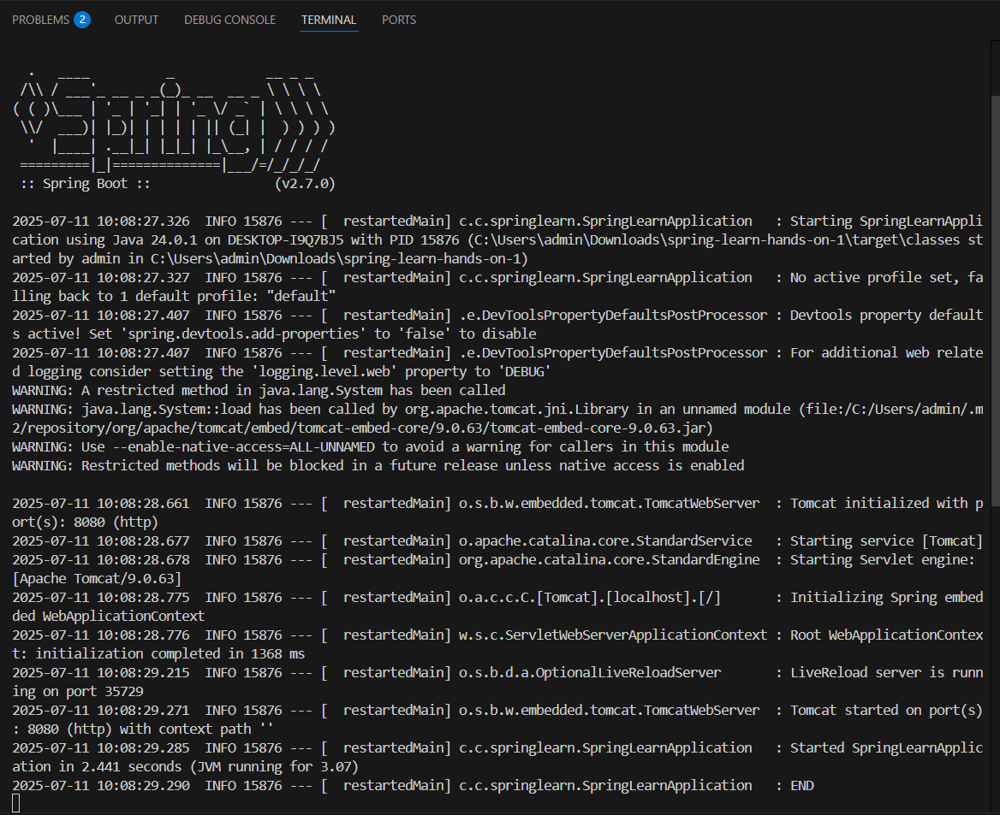 PROBLEMS 2 OUTPUT DEBUG CONSOLE TERMINAL PORTS
  .   ____          _            __ _ _
 /\\ / ___'_ __ _ _(_)_ __  __ _ \ \ \ \
( ( )\___ | '_ | '_| | '_ \/ _` | \ \ \ \
 \\/  ___)| |_)| | | | | || (_| |  ) ) ) )
  '  |____| .__|_| |_|_| |_\__, | / / / /
 =========|_|==============|___/=/_/_/_/
 :: Spring Boot ::                (v2.7.0)
2025-07-11 10:08:27.326  INFO 15876 --- [  restartedMain] c.c.springlearn.SpringLearnApplication   : Starting SpringLearnAppli
cation using Java 24.0.1 on DESKTOP-I9Q7BJ5 with PID 15876 (C:\Users\admin\Downloads\spring-learn-hands-on-1\target\classes st
arted by admin in C:\Users\admin\Downloads\spring-learn-hands-on-1)
2025-07-11 10:08:27.327  INFO 15876 --- [  restartedMain] c.c.springlearn.SpringLearnApplication   : No active profile set, fa
lling back to 1 default profile: "default"
2025-07-11 10:08:27.407  INFO 15876 --- [  restartedMain] .e.DevToolsPropertyDefaultsPostProcessor : Devtools property default
s active! Set 'spring.devtools.add-properties' to 'false' to disable
2025-07-11 10:08:27.407  INFO 15876 --- [  restartedMain] .e.DevToolsPropertyDefaultsPostProcessor : For additional web relate
d logging consider setting the 'logging.level.web' property to 'DEBUG'
WARNING: A restricted method in java.lang.System has been called
WARNING: java.lang.System::load has been called by org.apache.tomcat.jni.Library in an unnamed module (file:/C:/Users/admin/.m
2/repository/org/apache/tomcat/embed/tomcat-embed-core/9.0.63/tomcat-embed-core-9.0.63.jar)
WARNING: Use --enable-native-access=ALL-UNNAMED to avoid a warning for callers in this module
WARNING: Restricted methods will be blocked in a future release unless native access is enabled
2025-07-11 10:08:28.661  INFO 15876 --- [  restartedMain] o.s.b.w.embedded.tomcat.TomcatWebServer  : Tomcat initialized with p
ort(s): 8080 (http)
2025-07-11 10:08:28.677  INFO 15876 --- [  restartedMain] o.apache.catalina.core.StandardService   : Starting service [Tomcat]
2025-07-11 10:08:28.678  INFO 15876 --- [  restartedMain] org.apache.catalina.core.StandardEngine  : Starting Servlet engine:
[Apache Tomcat/9.0.63]
2025-07-11 10:08:28.775  INFO 15876 --- [  restartedMain] o.a.c.c.C.[Tomcat].[localhost].[/]       : Initializing Spring embed
ded WebApplicationContext
2025-07-11 10:08:28.776  INFO 15876 --- [  restartedMain] w.s.c.ServletWebServerApplicationContext : Root WebApplicationContex
t: initialization completed in 1368 ms
2025-07-11 10:08:29.215  INFO 15876 --- [  restartedMain] o.s.b.d.a.OptionalLiveReloadServer       : LiveReload server is runn
ing on port 35729
2025-07-11 10:08:29.271  INFO 15876 --- [  restartedMain] o.s.b.w.embedded.tomcat.TomcatWebServer  : Tomcat started on port(s)
: 8080 (http) with context path ''
2025-07-11 10:08:29.285  INFO 15876 --- [  restartedMain] c.c.springlearn.SpringLearnApplication   : Started SpringLearnApplic
ation in 2.441 seconds (JVM running for 3.07)
2025-07-11 10:08:29.290  INFO 15876 --- [  restartedMain] c.c.springlearn.SpringLearnApplication   : END